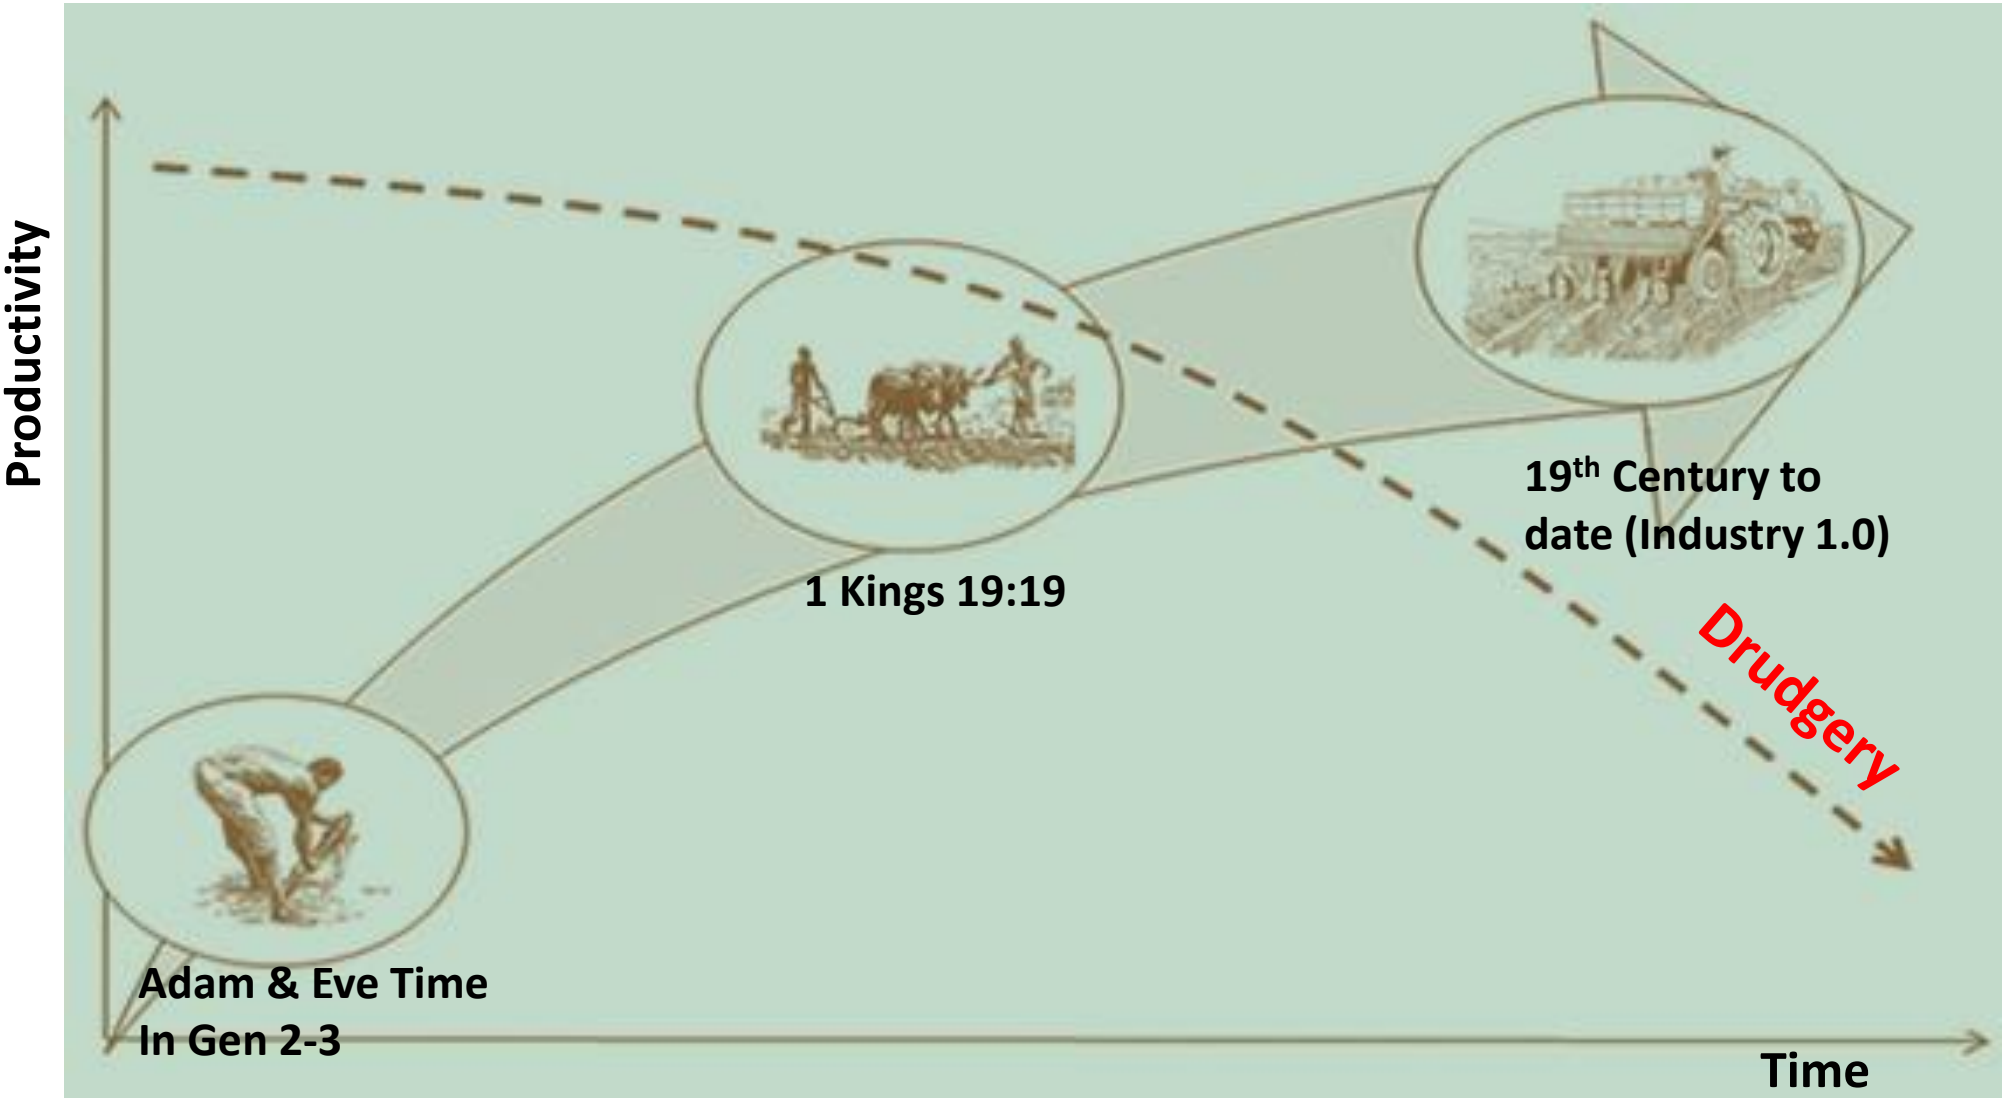 Productivity
19th Century to
date (Industry 1.0)
1 Kings 19:19
Drudgery
Adam & Eve Time
In Gen 2-3
Time